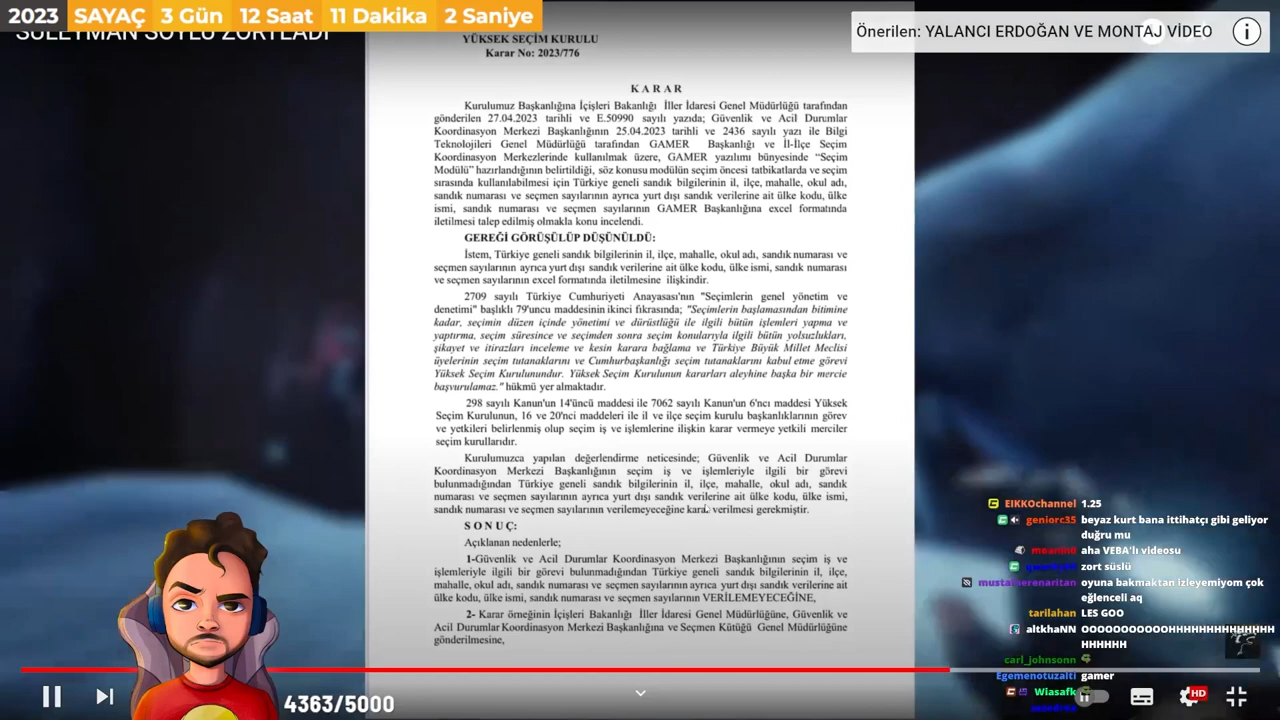 2023 SAYAÇ 3 Gün 12 Saat 11 Dakika 2 Saniye
SÜLEYMAN SOYLU ZORTLADI
Önerilen: YALANCI ERDOĞAN VE MONTAJ VİDEO
YÜKSEK SEÇİM KURULU
Karar No: 2023/776
K A R A R
Kurulumuz Başkanlığına İçişleri Bakanlığı İller İdaresi Genel Müdürlüğü tarafından
gönderilen 27.04.2023 tarihli ve E.50990 sayılı yazıda; Güvenlik ve Acil Durumlar
Koordinasyon Merkezi Başkanlığının 25.04.2023 tarihli ve 2436 sayılı yazı ile Bilgi
Teknolojileri Genel Müdürlüğü tarafından GAMER Başkanlığı ve İl-İlçe Seçim
Koordinasyon Merkezlerinde kullanılmak üzere, GAMER yazılımı bünyesinde “Seçim
Modülü” hazırlandığının belirtildiği, söz konusu modülün seçim öncesi tatbikatlarda ve seçim
sırasında kullanılabilmesi için Türkiye geneli sandık bilgilerinin il, ilçe, mahalle, okul adı,
sandık numarası ve seçmen sayılarının ayrıca yurt dışı sandık verilerine ait ülke kodu, ülke
ismi, sandık numarası ve seçmen sayılarının GAMER Başkanlığına excel formatında
iletilmesi talep edilmiş olmakla konu incelendi.
GEREĞİ GÖRÜŞÜLÜP DÜŞÜNÜLDÜ:
İstem, Türkiye geneli sandık bilgilerinin il, ilçe, mahalle, okul adı, sandık numarası ve
seçmen sayılarının ayrıca yurt dışı sandık verilerine ait ülke kodu, ülke ismi, sandık numarası
ve seçmen sayılarının excel formatında iletilmesine ilişkindir.
2709 sayılı Türkiye Cumhuriyeti Anayasası'nın "Seçimlerin genel yönetim ve
denetimi" başlıklı 79'uncu maddesinin ikinci fıkrasında; "Seçimlerin başlamasından bitimine
kadar, seçimin düzen içinde yönetimi ve dürüstlüğü ile ilgili bütün işlemleri yapma ve
yaptırma, seçim süresince ve seçimden sonra seçim konularıyla ilgili bütün yolsuzlukları,
şikayet ve itirazları inceleme ve kesin karara bağlama ve Türkiye Büyük Millet Meclisi
üyelerinin seçim tutanaklarını ve Cumhurbaşkanlığı seçim tutanaklarını kabul etme görevi
Yüksek Seçim Kurulunundur. Yüksek Seçim Kurulunun kararları aleyhine başka bir mercie
başvurulamaz." hükmü yer almaktadır.
298 sayılı Kanun'un 14'üncü maddesi ile 7062 sayılı Kanun'un 6'ncı maddesi Yüksek
Seçim Kurulunun, 16 ve 20'nci maddeleri ile il ve ilçe seçim kurulu başkanlıklarının görev
ve yetkileri belirlenmiş olup seçim iş ve işlemlerine ilişkin karar vermeye yetkili merciler
seçim kurullarıdır.
Kurulumuzca yapılan değerlendirme neticesinde; Güvenlik ve Acil Durumlar
Koordinasyon Merkezi Başkanlığının seçim iş ve işlemleriyle ilgili bir görevi
bulunmadığından Türkiye geneli sandık bilgilerinin il, ilçe, mahalle, okul adı, sandık
numarası ve seçmen sayılarının ayrıca yurt dışı sandık verilerine ait ülke kodu, ülke ismi,
sandık numarası ve seçmen sayılarının verilemeyeceğine karar verilmesi gerekmiştir.
S O N U Ç:
Açıklanan nedenlerle;
1-Güvenlik ve Acil Durumlar Koordinasyon Merkezi Başkanlığının seçim iş ve
işlemleriyle ilgili bir görevi bulunmadığından Türkiye geneli sandık bilgilerinin il, ilçe,
mahalle, okul adı, sandık numarası ve seçmen sayılarının ayrıca yurt dışı sandık verilerine ait
ülke kodu, ülke ismi, sandık numarası ve seçmen sayılarının VERİLEMEYECEĞİNE,
2- Karar örneğinin İçişleri Bakanlığı İller İdaresi Genel Müdürlüğüne, Güvenlik ve
Acil Durumlar Koordinasyon Merkezi Başkanlığına ve Seçmen Kütüğü Genel Müdürlüğüne
gönderilmesine,
EIKKOchannel 1.25
geniorc35 beyaz kurt bana ittihatçı gibi geliyor
duğru mu
aha VEBA'lı videosu
zort süslü
oyuna bakmaktan izleyemiyom çok
eğlencell aq
tarilahan LES GOO
altkhaNN OOOOOOOOOOOHHHHHHHHHHHHHH
HHHHHH
carl_johnsonn
Egemenotuzalti gamer
Wiasafk
HD
4363/5000